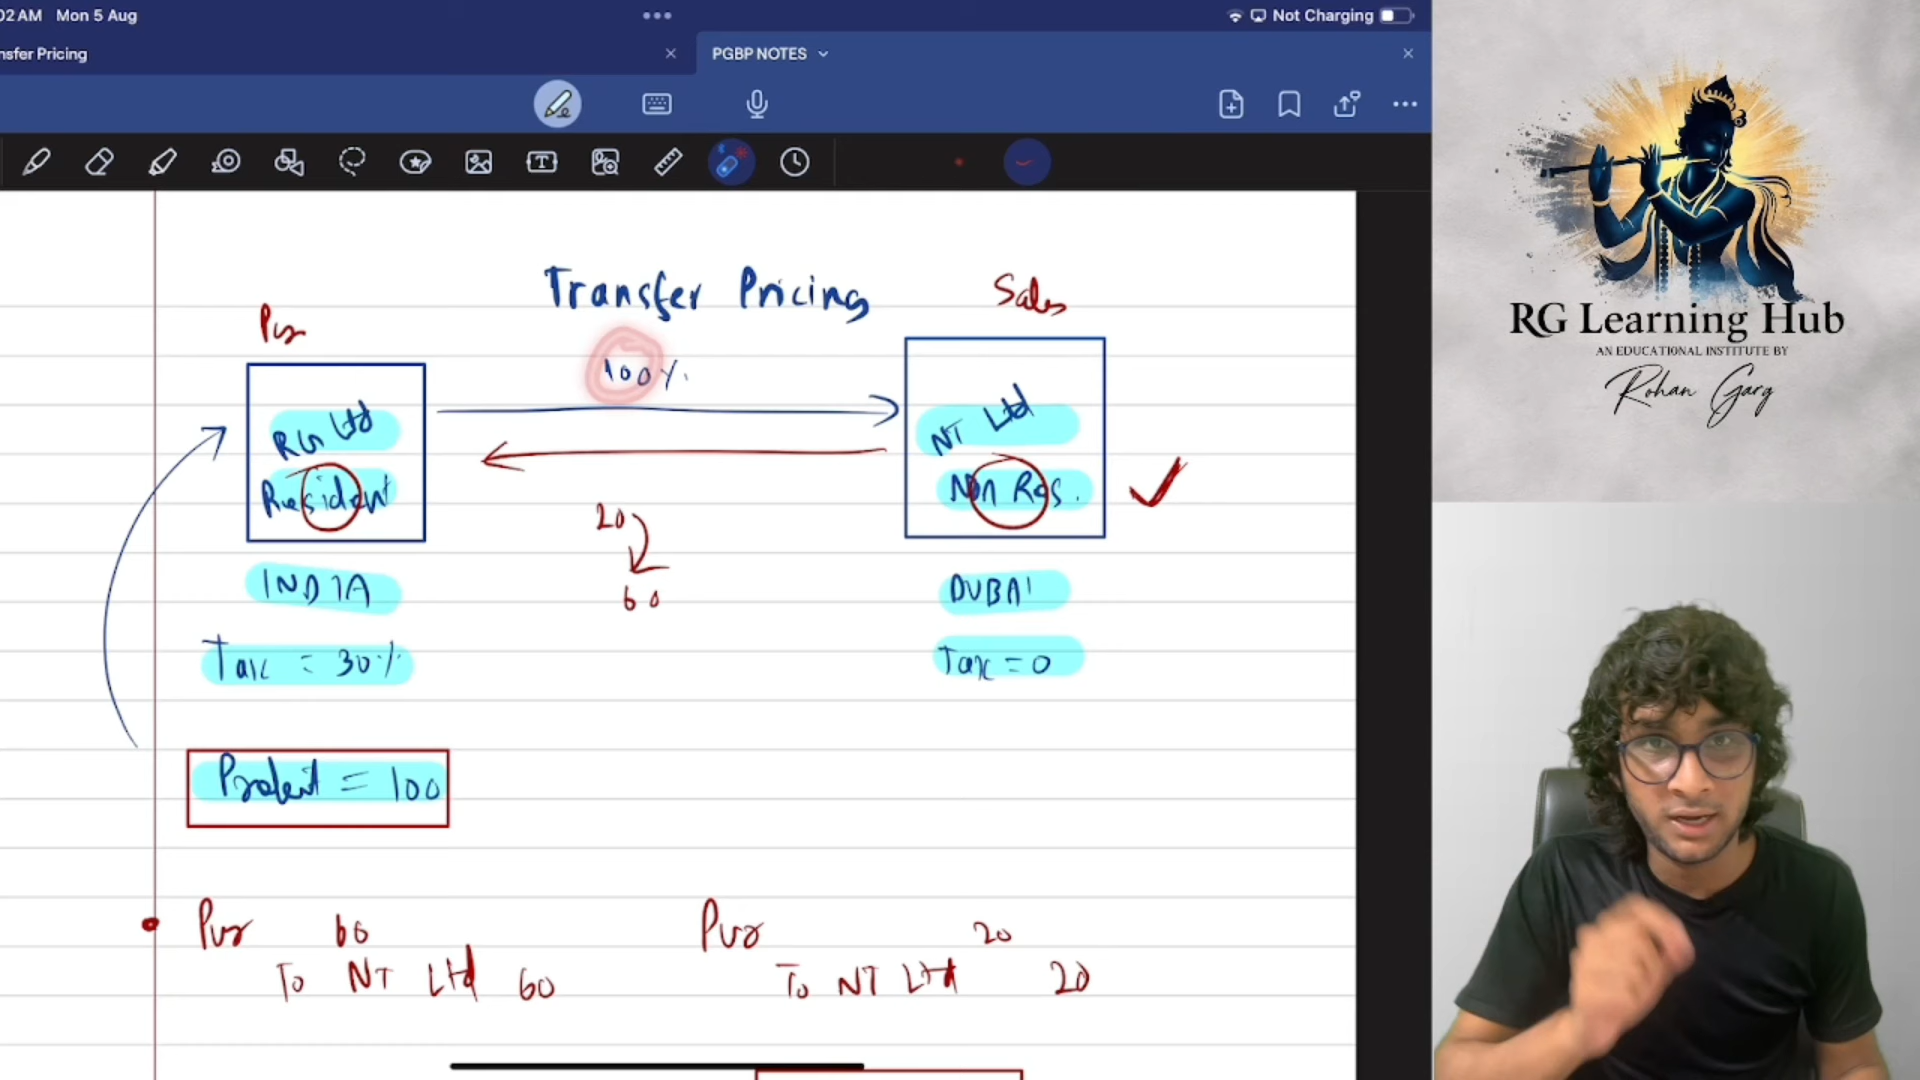 02 AM Mon 5 Aug
Not Charging
nsfer Pricing
PGBP NOTES
Transfer Pricing
Sales
Pur
100%
RG Ltd
Resident
NT Ltd
Non Res.
20
60
INDIA
DUBAI
Tax = 30%
Tax = 0
Profit = 100
Pur 60
To NT Ltd 60
Pur 20
To NT Ltd 20
RG Learning Hub
AN EDUCATIONAL INSTITUTE BY
Rohan Garg